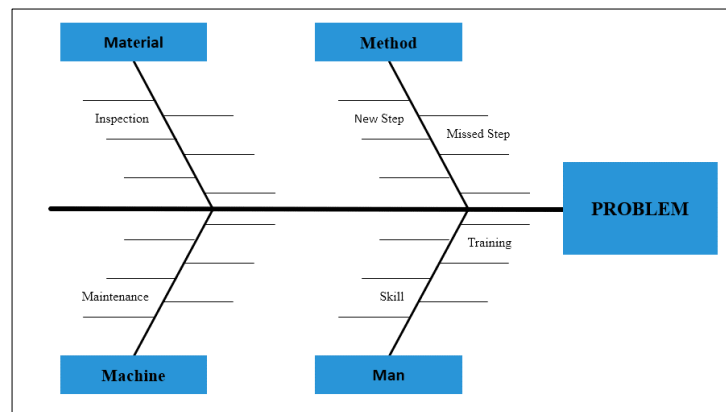 Material
Method
Inspection
New Step
Missed Step
PROBLEM
Training
Maintenance
Skill
Machine
Man